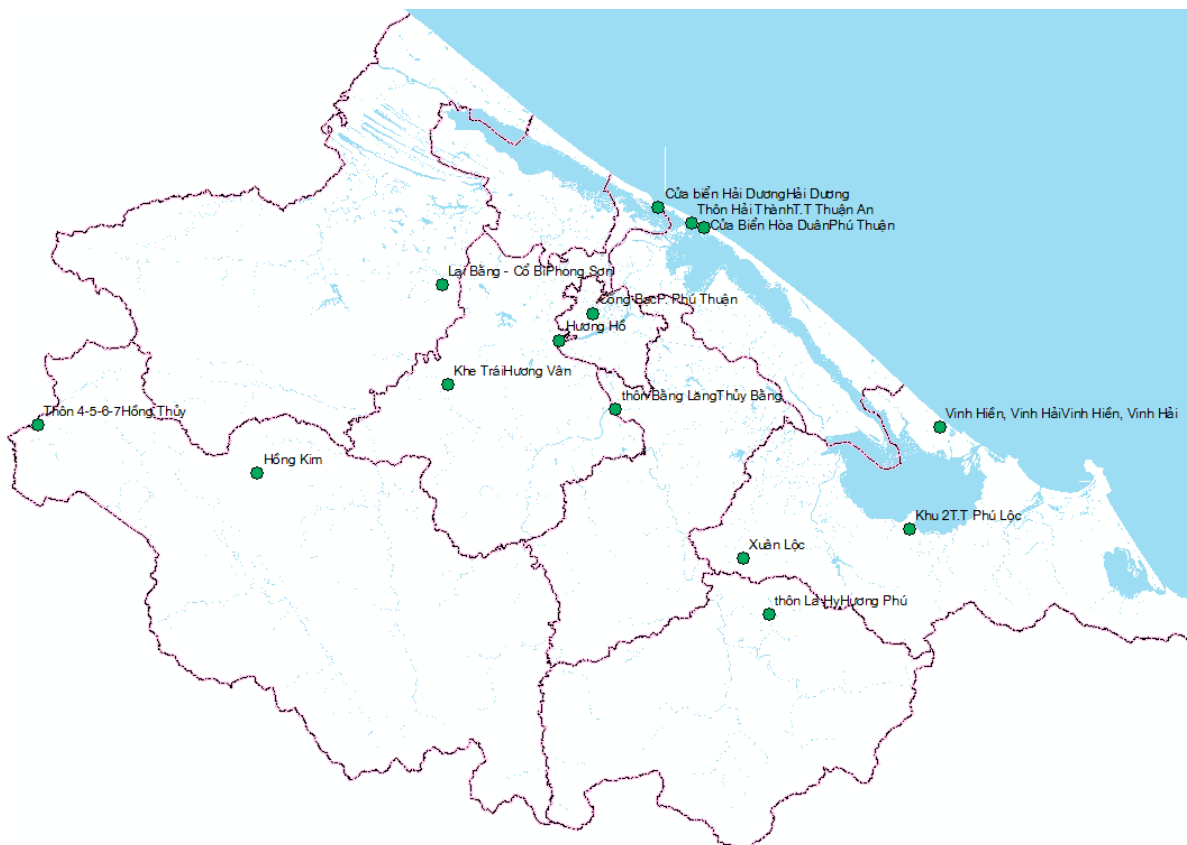 Cửa biển Hải DươngHải Dương
Thôn Hải ThànhT.T Thuận An
Cửa Biển Hòa DuânPhú Thuận
Lại Bằng - Cổ BiPhong Sơn
Cống BạcP. Phú Thuận
Hương Hồ
Khe TráiHương Vân
thôn Bằng LãngThủy Bằng
Thôn 4-5-6-7Hồng Thủy
Vinh Hiền, Vinh HảiVinh Hiền, Vinh Hải
Hồng Kim
Khu 2T.T Phú Lộc
Xuân Lộc
thôn La HyHương Phú